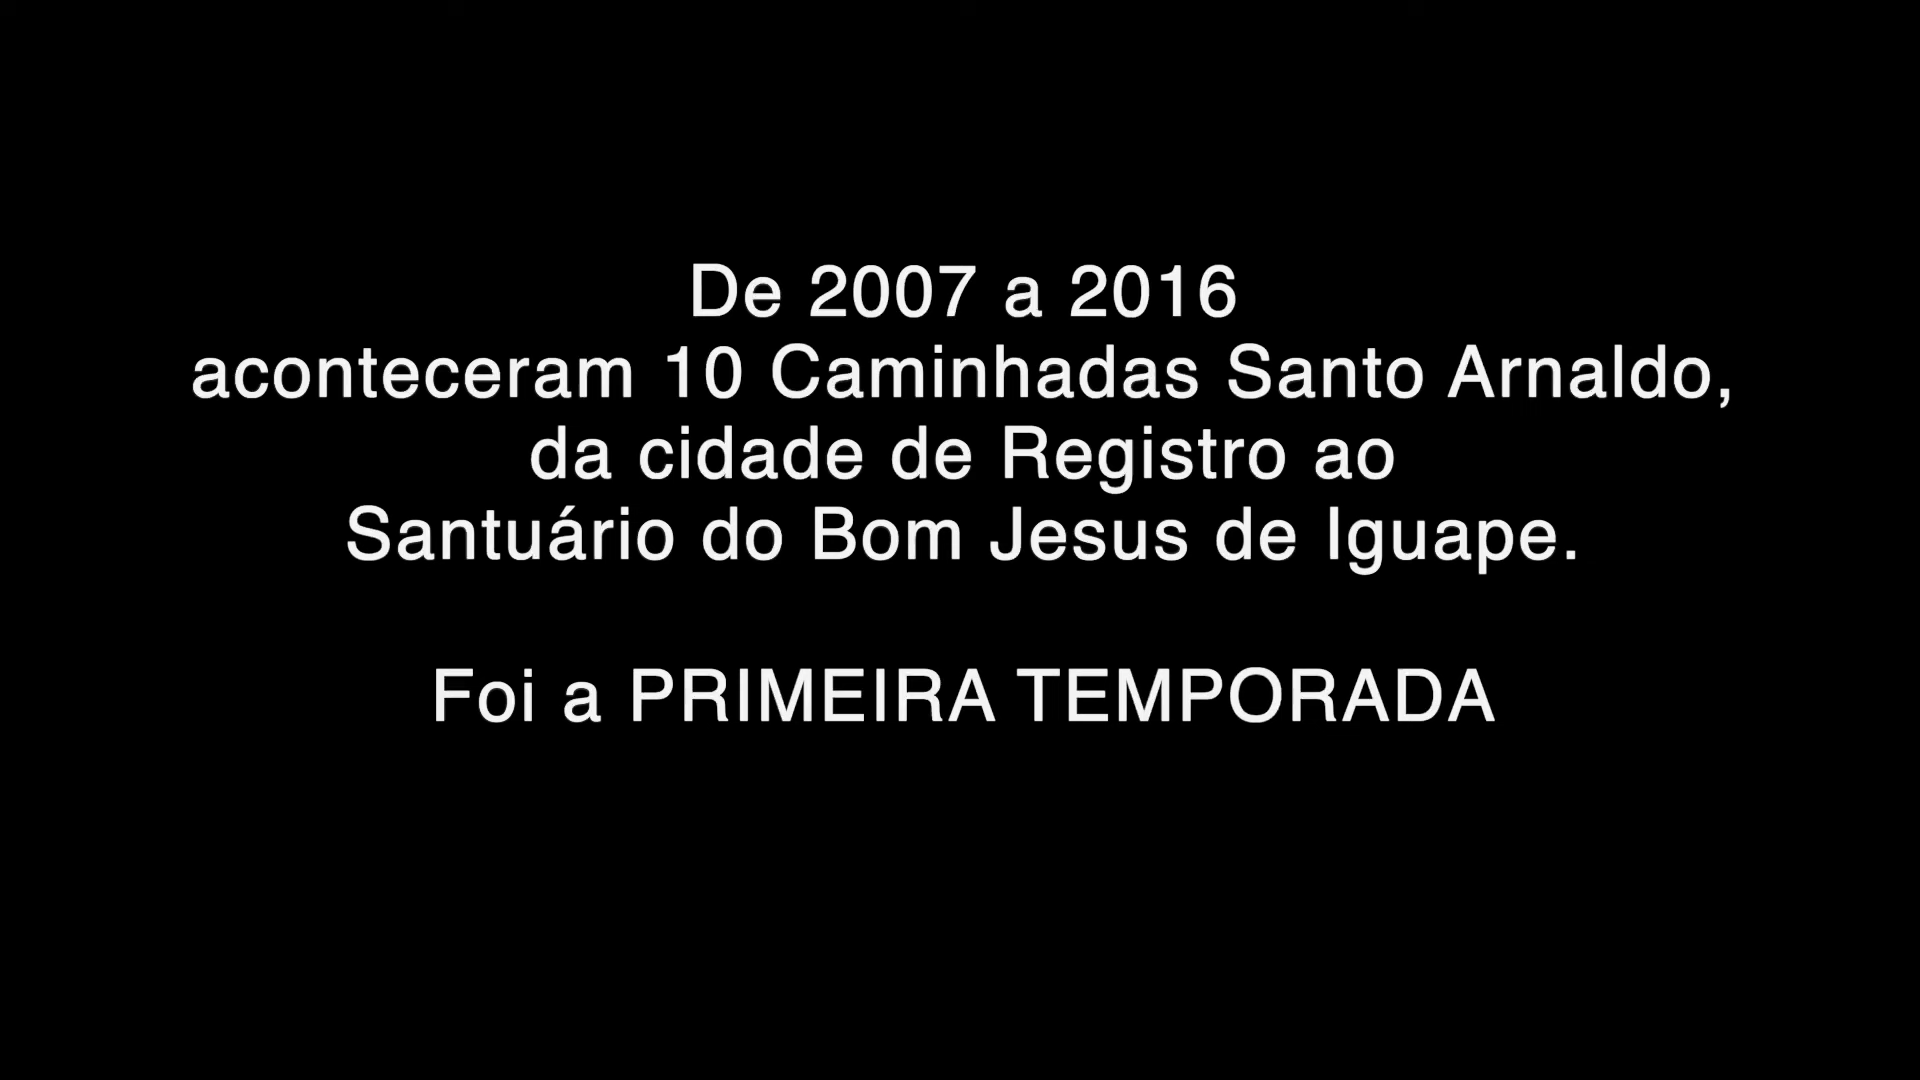 De 2007 a 2016
aconteceram 10 Caminhadas Santo Arnaldo,
da cidade de Registro ao
Santuário do Bom Jesus de Iguape.
Foi a PRIMEIRA TEMPORADA